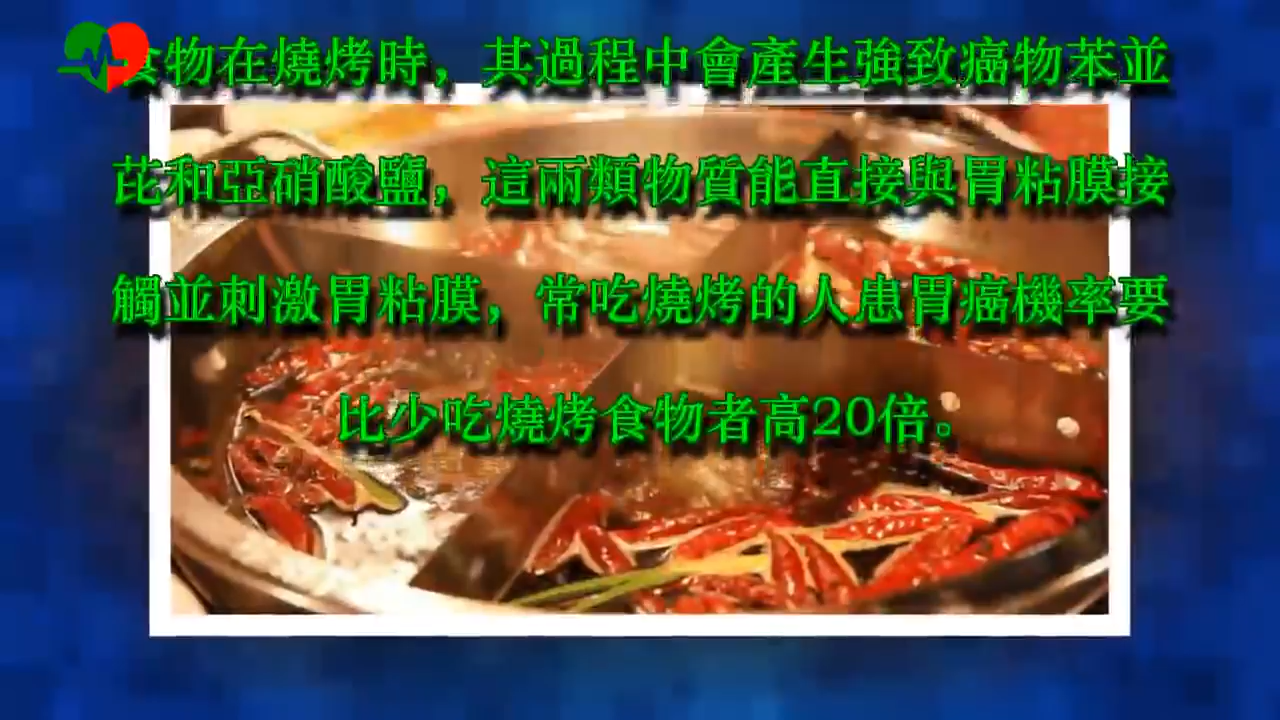 食物在燒烤時，其過程中會產生強致癌物苯並
芘和亞硝酸鹽，這兩類物質能直接與胃粘膜接
觸並刺激胃粘膜，常吃燒烤的人患胃癌機率要
比少吃燒烤食物者高20倍。